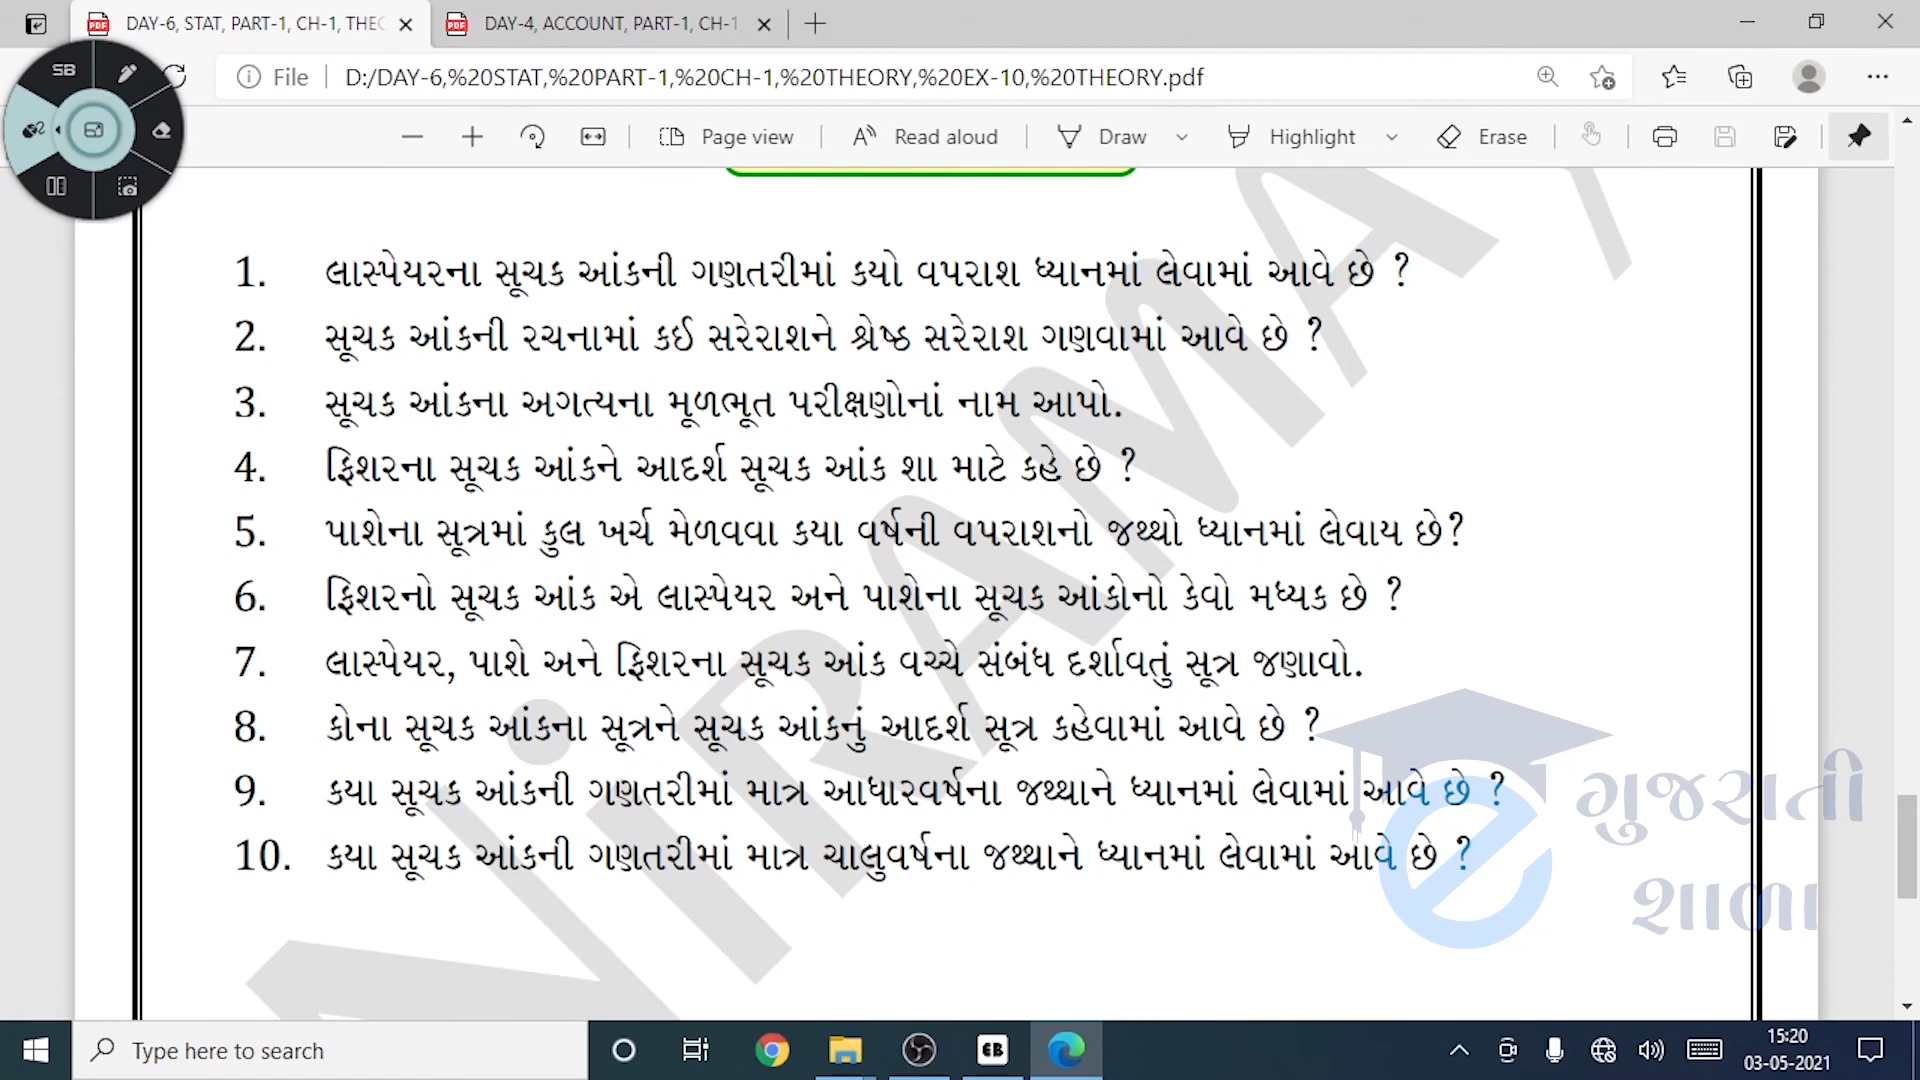 DAY-6, STAT, PART-1, CH-1, THEC
DAY-4, ACCOUNT, PART-1, CH-1
SB
File
D:/DAY-6,%20STAT,%20PART-1,%20CH-1,%20THEORY,%20EX-10,%20THEORY.pdf
Page view
Read aloud
Draw
Highlight
Erase
1. લાસ્પેયરના સૂચક આંકની ગણતરીમાં કયો વપરાશ ધ્યાનમાં લેવામાં આવે છે ?
2. સૂચક આંકની રચનામાં કઈ સરેરાશને શ્રેષ્ઠ સરેરાશ ગણવામાં આવે છે ?
3. સૂચક આંકના અગત્યના મૂળભૂત પરીક્ષણોનાં નામ આપો.
4. ફિશરના સૂચક આંકને આદર્શ સૂચક આંક શા માટે કહે છે ?
5. પાશેના સૂત્રમાં કુલ ખર્ચ મેળવવા કયા વર્ષની વપરાશનો જથ્થો ધ્યાનમાં લેવાય છે?
6. ફિશરનો સૂચક આંક એ લાસ્પેયર અને પાશેના સૂચક આંકોનો કેવો મધ્યક છે ?
7. લાસ્પેયર, પાશે અને ફિશરના સૂચક આંક વચ્ચે સંબંધ દર્શાવતું સૂત્ર જણાવો.
8. કોના સૂચક આંકના સૂત્રને સૂચક આંકનું આદર્શ સૂત્ર કહેવામાં આવે છે ?
9. કયા સૂચક આંકની ગણતરીમાં માત્ર આધારવર્ષના જથ્થાને ધ્યાનમાં લેવામાં આવે છે ?
10. કયા સૂચક આંકની ગણતરીમાં માત્ર ચાલુવર્ષના જથ્થાને ધ્યાનમાં લેવામાં આવે છે ?
NIRAMAY
e ગુજરાતી
શાળા
Type here to search
15:20
03-05-2021